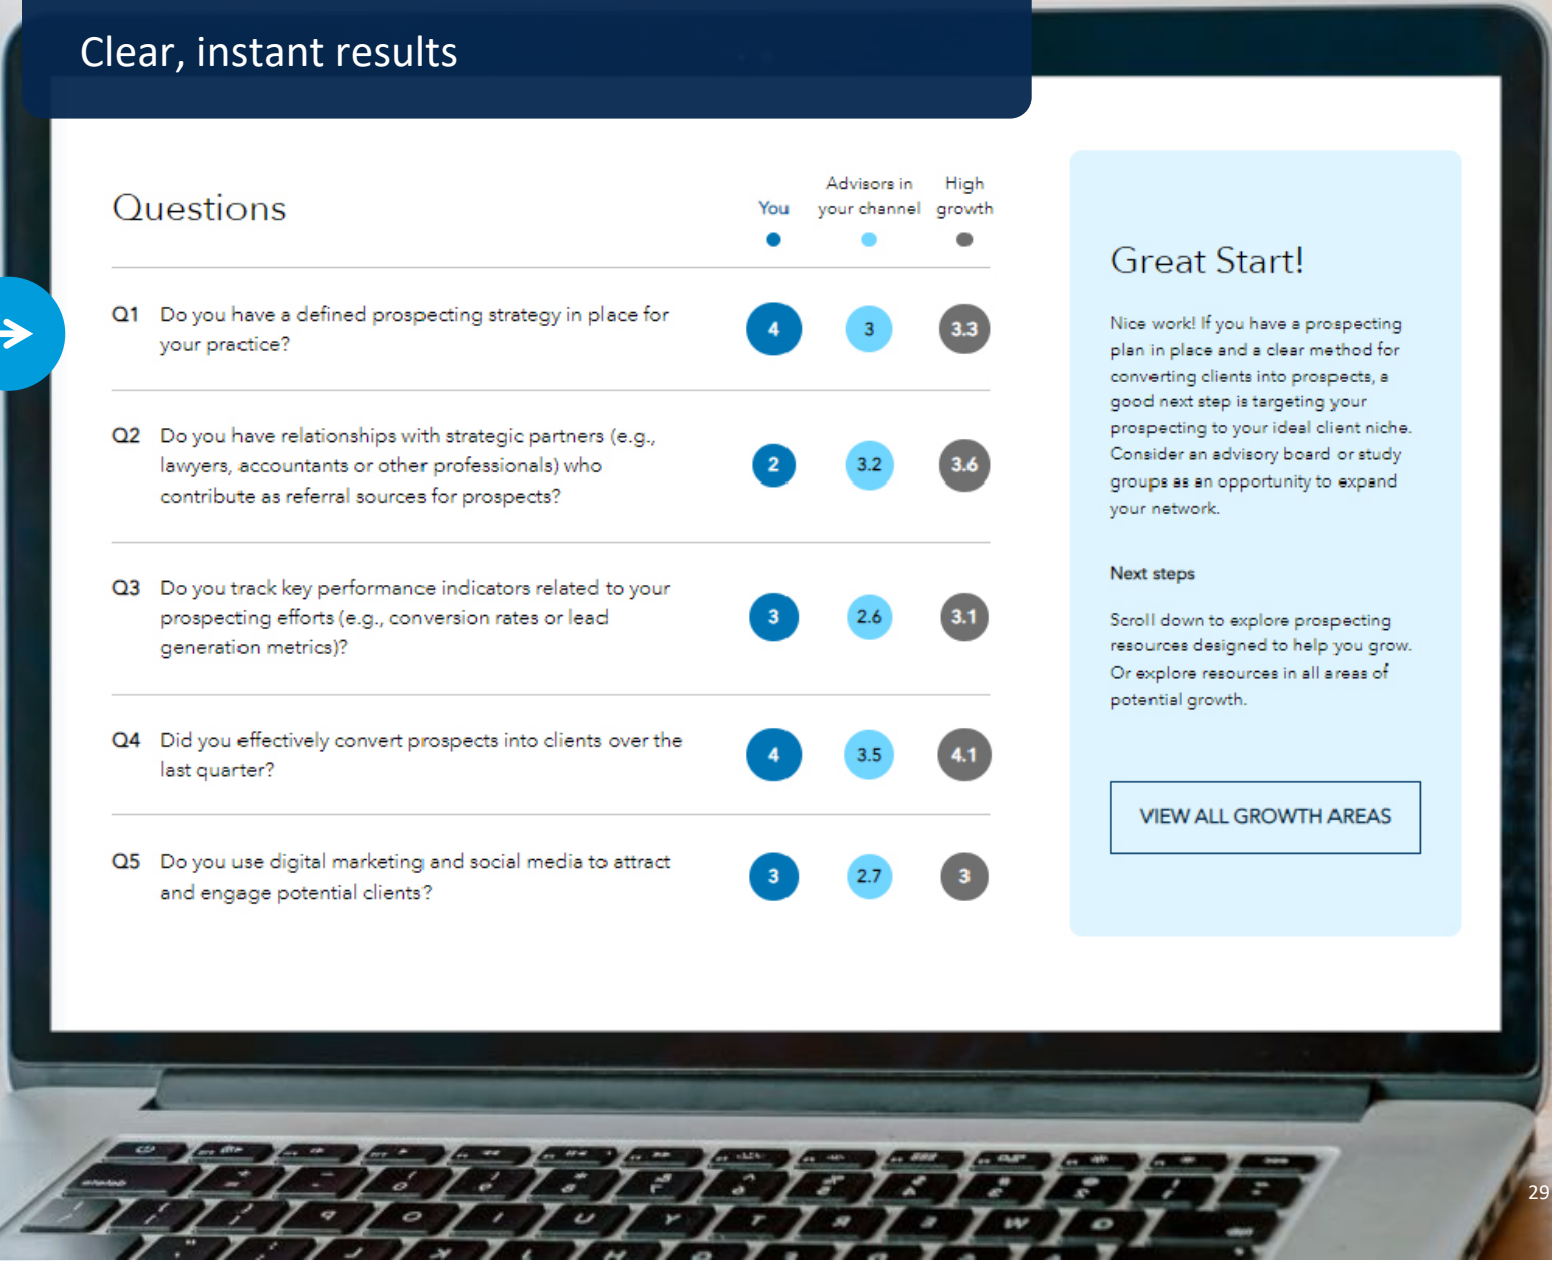 Clear, instant results
Questions
You
Advisors in
your channel
High
growth
Q1 Do you have a defined prospecting strategy in place for
your practice?
4 3 3.3
Q2 Do you have relationships with strategic partners (e.g.,
lawyers, accountants or other professionals) who
contribute as referral sources for prospects?
2 3.2 3.6
Q3 Do you track key performance indicators related to your
prospecting efforts (e.g., conversion rates or lead
generation metrics)?
3 2.6 3.1
Q4 Did you effectively convert prospects into clients over the
last quarter?
4 3.5 4.1
Q5 Do you use digital marketing and social media to attract
and engage potential clients?
3 2.7 3
Great Start!
Nice work! If you have a prospecting
plan in place and a clear method for
converting clients into prospects, a
good next step is targeting your
prospecting to your ideal client niche.
Consider an advisory board or study
groups as an opportunity to expand
your network.
Next steps
Scroll down to explore prospecting
resources designed to help you grow.
Or explore resources in all areas of
potential growth.
VIEW ALL GROWTH AREAS
29